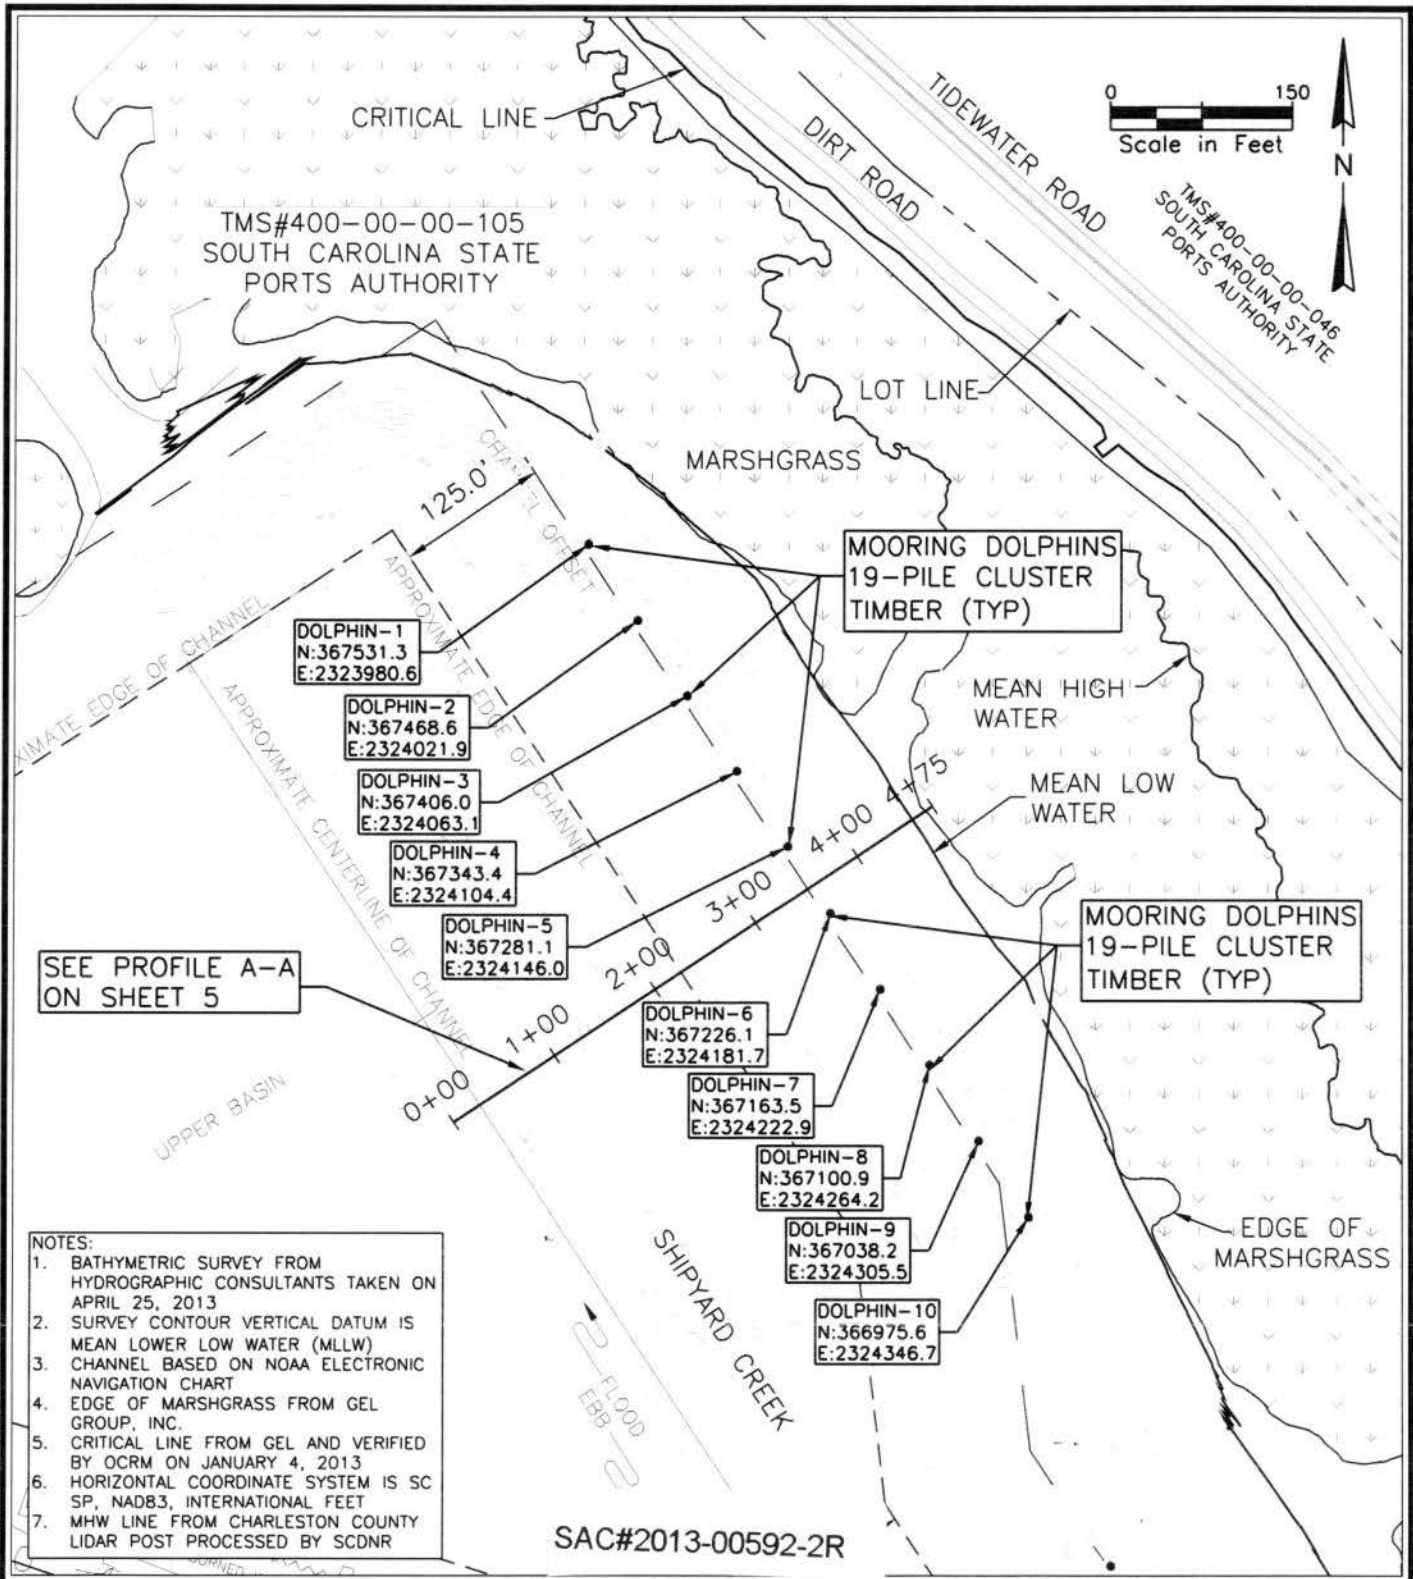 CRITICAL LINE
TIDEWATER ROAD
DIRT ROAD
0 150
Scale in Feet
N
TMS#400-00-00-105
SOUTH CAROLINA STATE
PORTS AUTHORITY
TMS#400-00-00-046
SOUTH CAROLINA STATE
PORTS AUTHORITY
LOT LINE
MARSHGRASS
CHANNEL OFFSET
125.0'
APPROXIMATE EDGE OF CHANNEL
MOORING DOLPHINS
19-PILE CLUSTER
TIMBER (TYP)
XIMATE EDGE OF CHANNEL
APPROXIMATE CENTERLINE OF CHANNEL
DOLPHIN-1
N:367531.3
E:2323980.6
DOLPHIN-2
N:367468.6
E:2324021.9
DOLPHIN-3
N:367406.0
E:2324063.1
DOLPHIN-4
N:367343.4
E:2324104.4
DOLPHIN-5
N:367281.1
E:2324146.0
MEAN HIGH
WATER
MEAN LOW
WATER
0+00
1+00
2+00
3+00
4+00
4+75
SEE PROFILE A-A
ON SHEET 5
MOORING DOLPHINS
19-PILE CLUSTER
TIMBER (TYP)
DOLPHIN-6
N:367226.1
E:2324181.7
DOLPHIN-7
N:367163.5
E:2324222.9
DOLPHIN-8
N:367100.9
E:2324264.2
DOLPHIN-9
N:367038.2
E:2324305.5
DOLPHIN-10
N:366975.6
E:2324346.7
UPPER BASIN
SHIPYARD CREEK
FLOOD
EBB
EDGE OF
MARSHGRASS
NOTES:
1. BATHYMETRIC SURVEY FROM
HYDROGRAPHIC CONSULTANTS TAKEN ON
APRIL 25, 2013
2. SURVEY CONTOUR VERTICAL DATUM IS
MEAN LOWER LOW WATER (MLLW)
3. CHANNEL BASED ON NOAA ELECTRONIC
NAVIGATION CHART
4. EDGE OF MARSHGRASS FROM GEL
GROUP, INC.
5. CRITICAL LINE FROM GEL AND VERIFIED
BY OCRM ON JANUARY 4, 2013
6. HORIZONTAL COORDINATE SYSTEM IS SC
SP, NAD83, INTERNATIONAL FEET
7. MHW LINE FROM CHARLESTON COUNTY
LIDAR POST PROCESSED BY SCDNR
SAC#2013-00592-2R